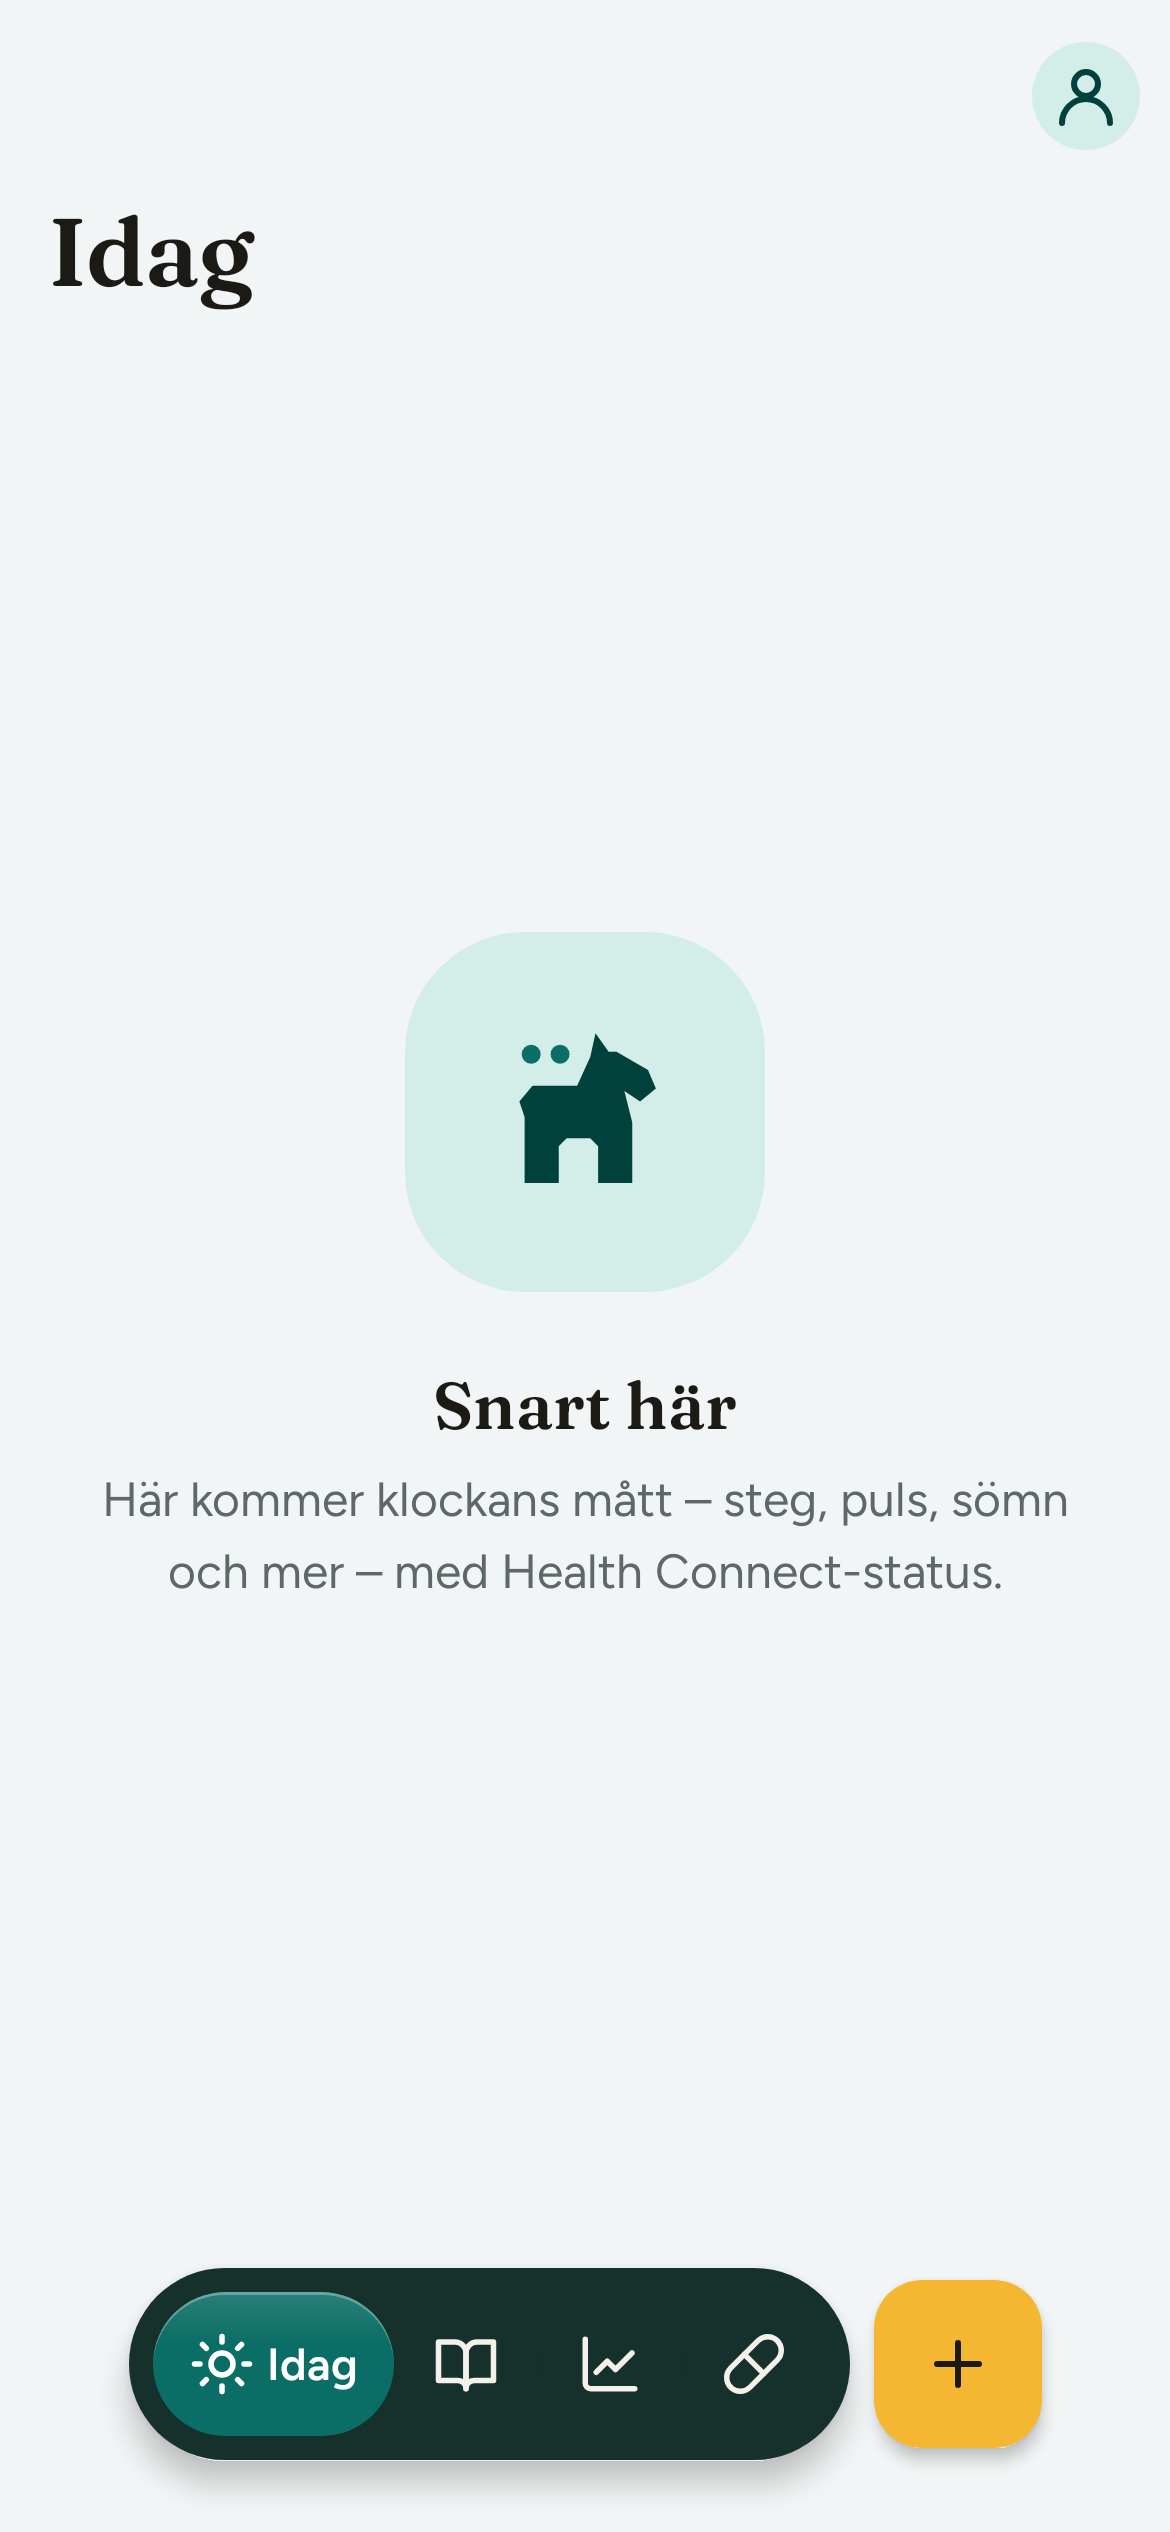 Idag
Snart här
Här kommer klockans mått – steg, puls, sömn
och mer – med Health Connect-status.
Idag